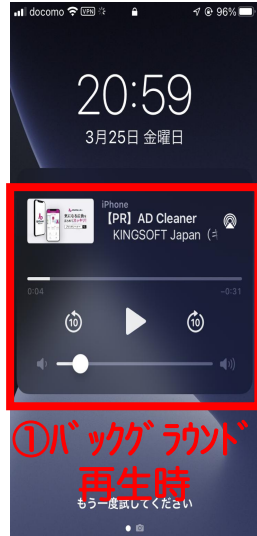 docomo VPN 96%
20:59
3月25日 金曜日
iPhone
【PR】AD Cleaner
KINGSOFT Japan（キ
0:04 -0:31
10 10
①バックグラウンド
再生時
もう一度試してください